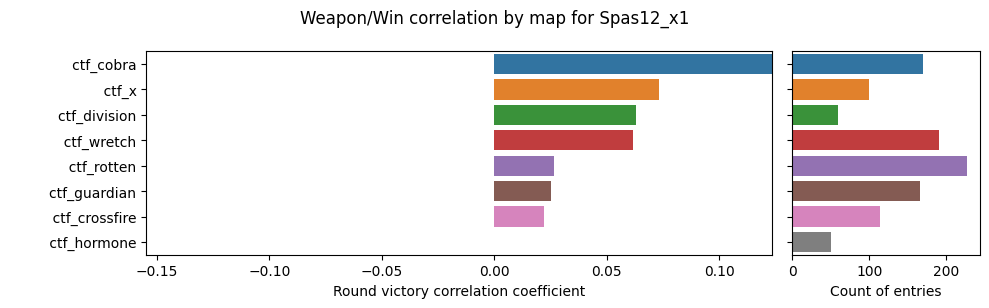 Weapon/Win correlation by map for Spas12_x1
ctf_cobra
ctf_x
ctf_division
ctf_wretch
ctf_rotten
ctf_guardian
ctf_crossfire
ctf_hormone
−0.15 −0.10 −0.05 0.00 0.05 0.10 0 100 200
Round victory correlation coefficient Count of entries